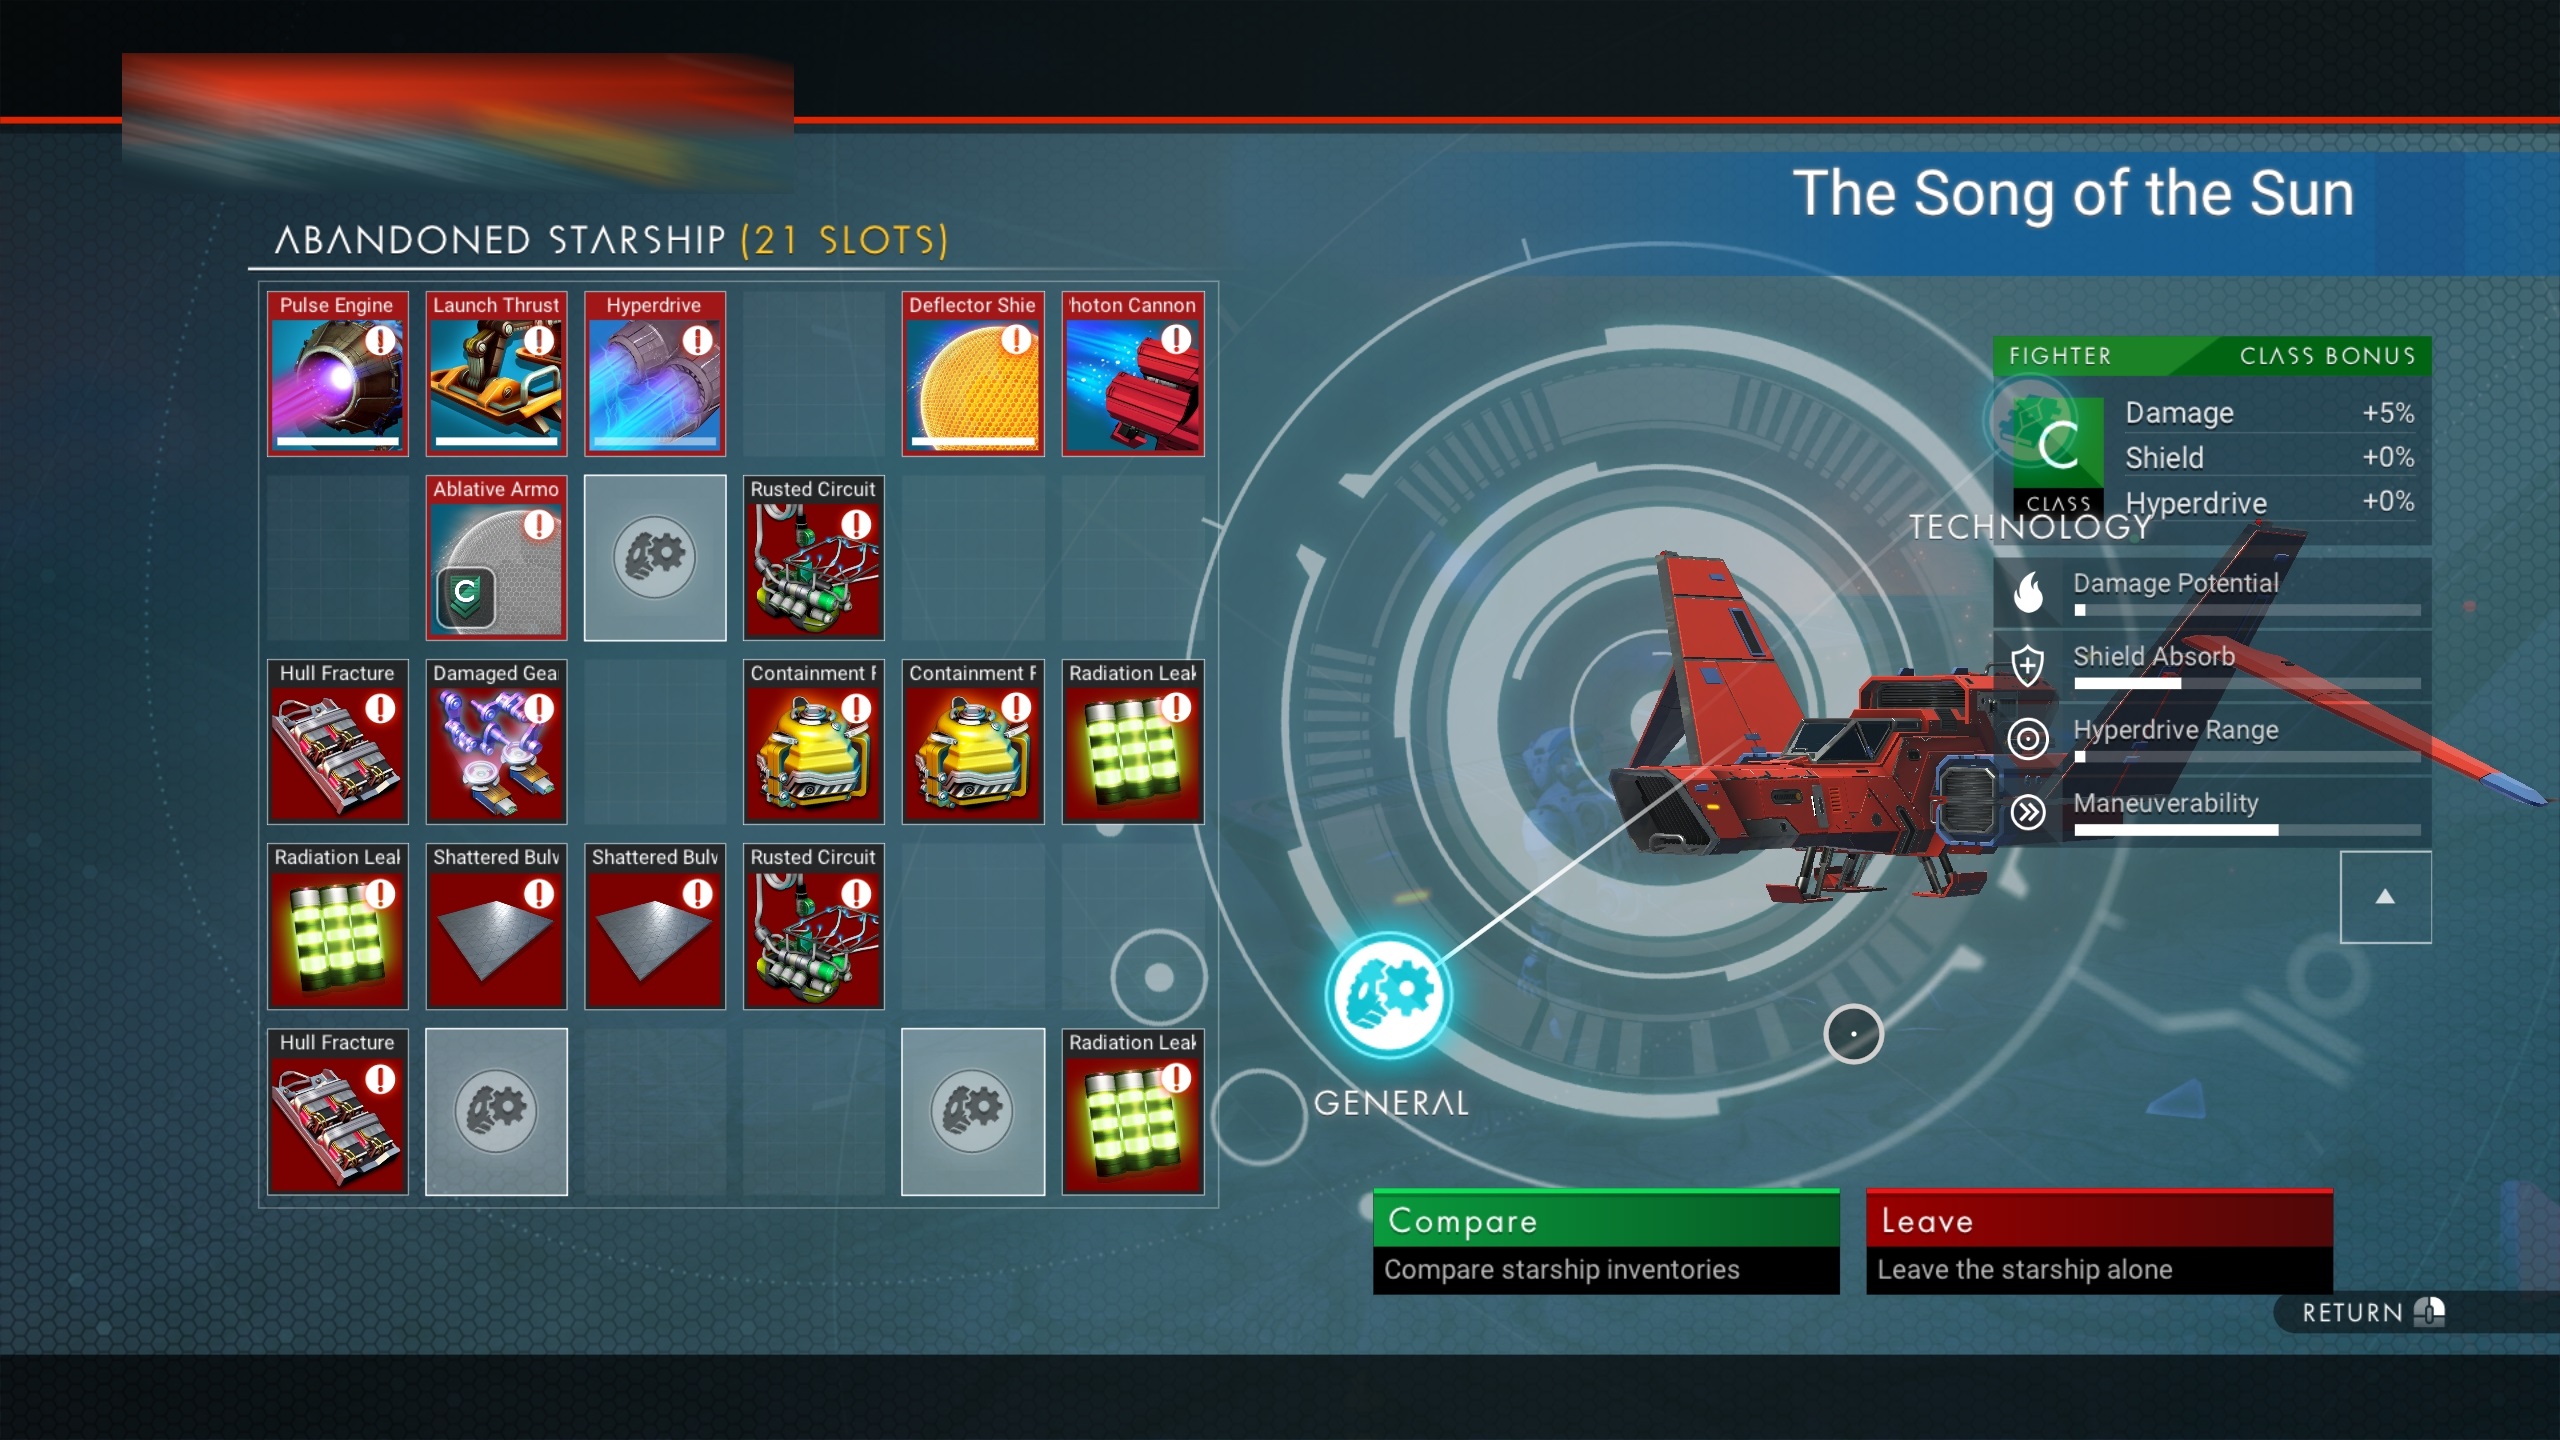 The Song of the Sun
ABANDONED STARSHIP (21 SLOTS)
Pulse Engine
Launch Thrust
Hyperdrive
Deflector Shie
hoton Cannon
Ablative Armo
C
Rusted Circuit
Hull Fracture
Damaged Gea
Containment F
Containment F
Radiation Leak
Radiation Leak
Shattered Bulw
Shattered Bulw
Rusted Circuit
Hull Fracture
Radiation Leak
FIGHTER CLASS BONUS
C
CLASS
Damage +5%
Shield +0%
Hyperdrive +0%
TECHNOLOGY
Damage Potential
Shield Absorb
Hyperdrive Range
Maneuverability
GENERAL
Compare
Compare starship inventories
Leave
Leave the starship alone
RETURN